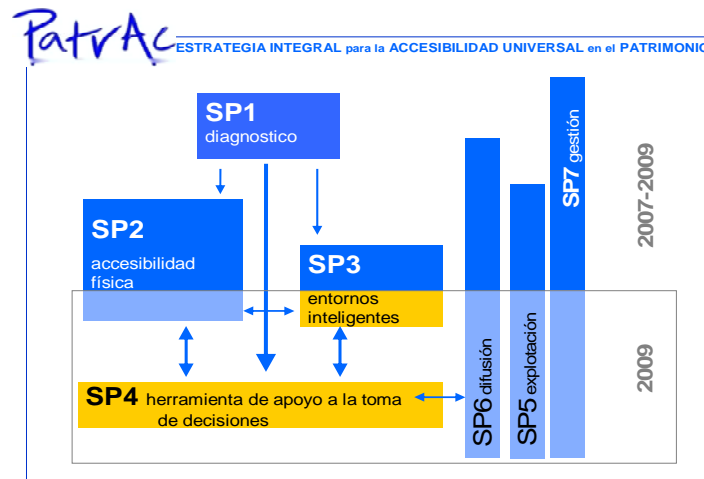 PatrAc
ESTRATEGIA INTEGRAL para la ACCESIBILIDAD UNIVERSAL en el PATRIMONIO
SP1
diagnostico
SP2
accesibilidad
física
SP3
entornos
inteligentes
SP4 herramienta de apoyo a la toma
de decisiones
SP6 difusión
SP5 explotación
SP7 gestión
2007-2009
2009